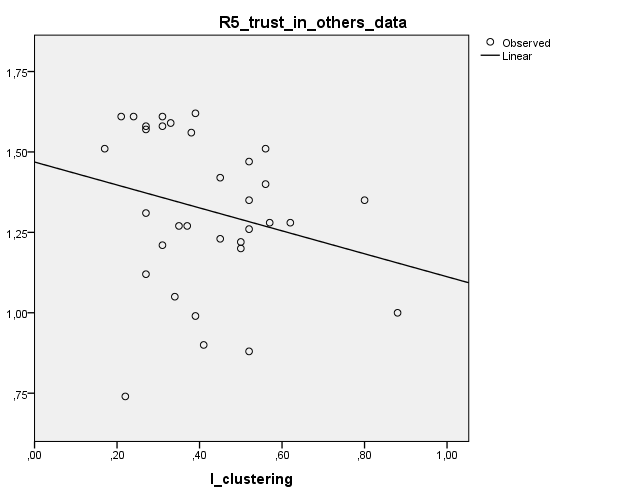 R5_trust_in_others_data
Observed
Linear
1,75
1,50
1,25
1,00
,75
,00 ,20 ,40 ,60 ,80 1,00
I_clustering